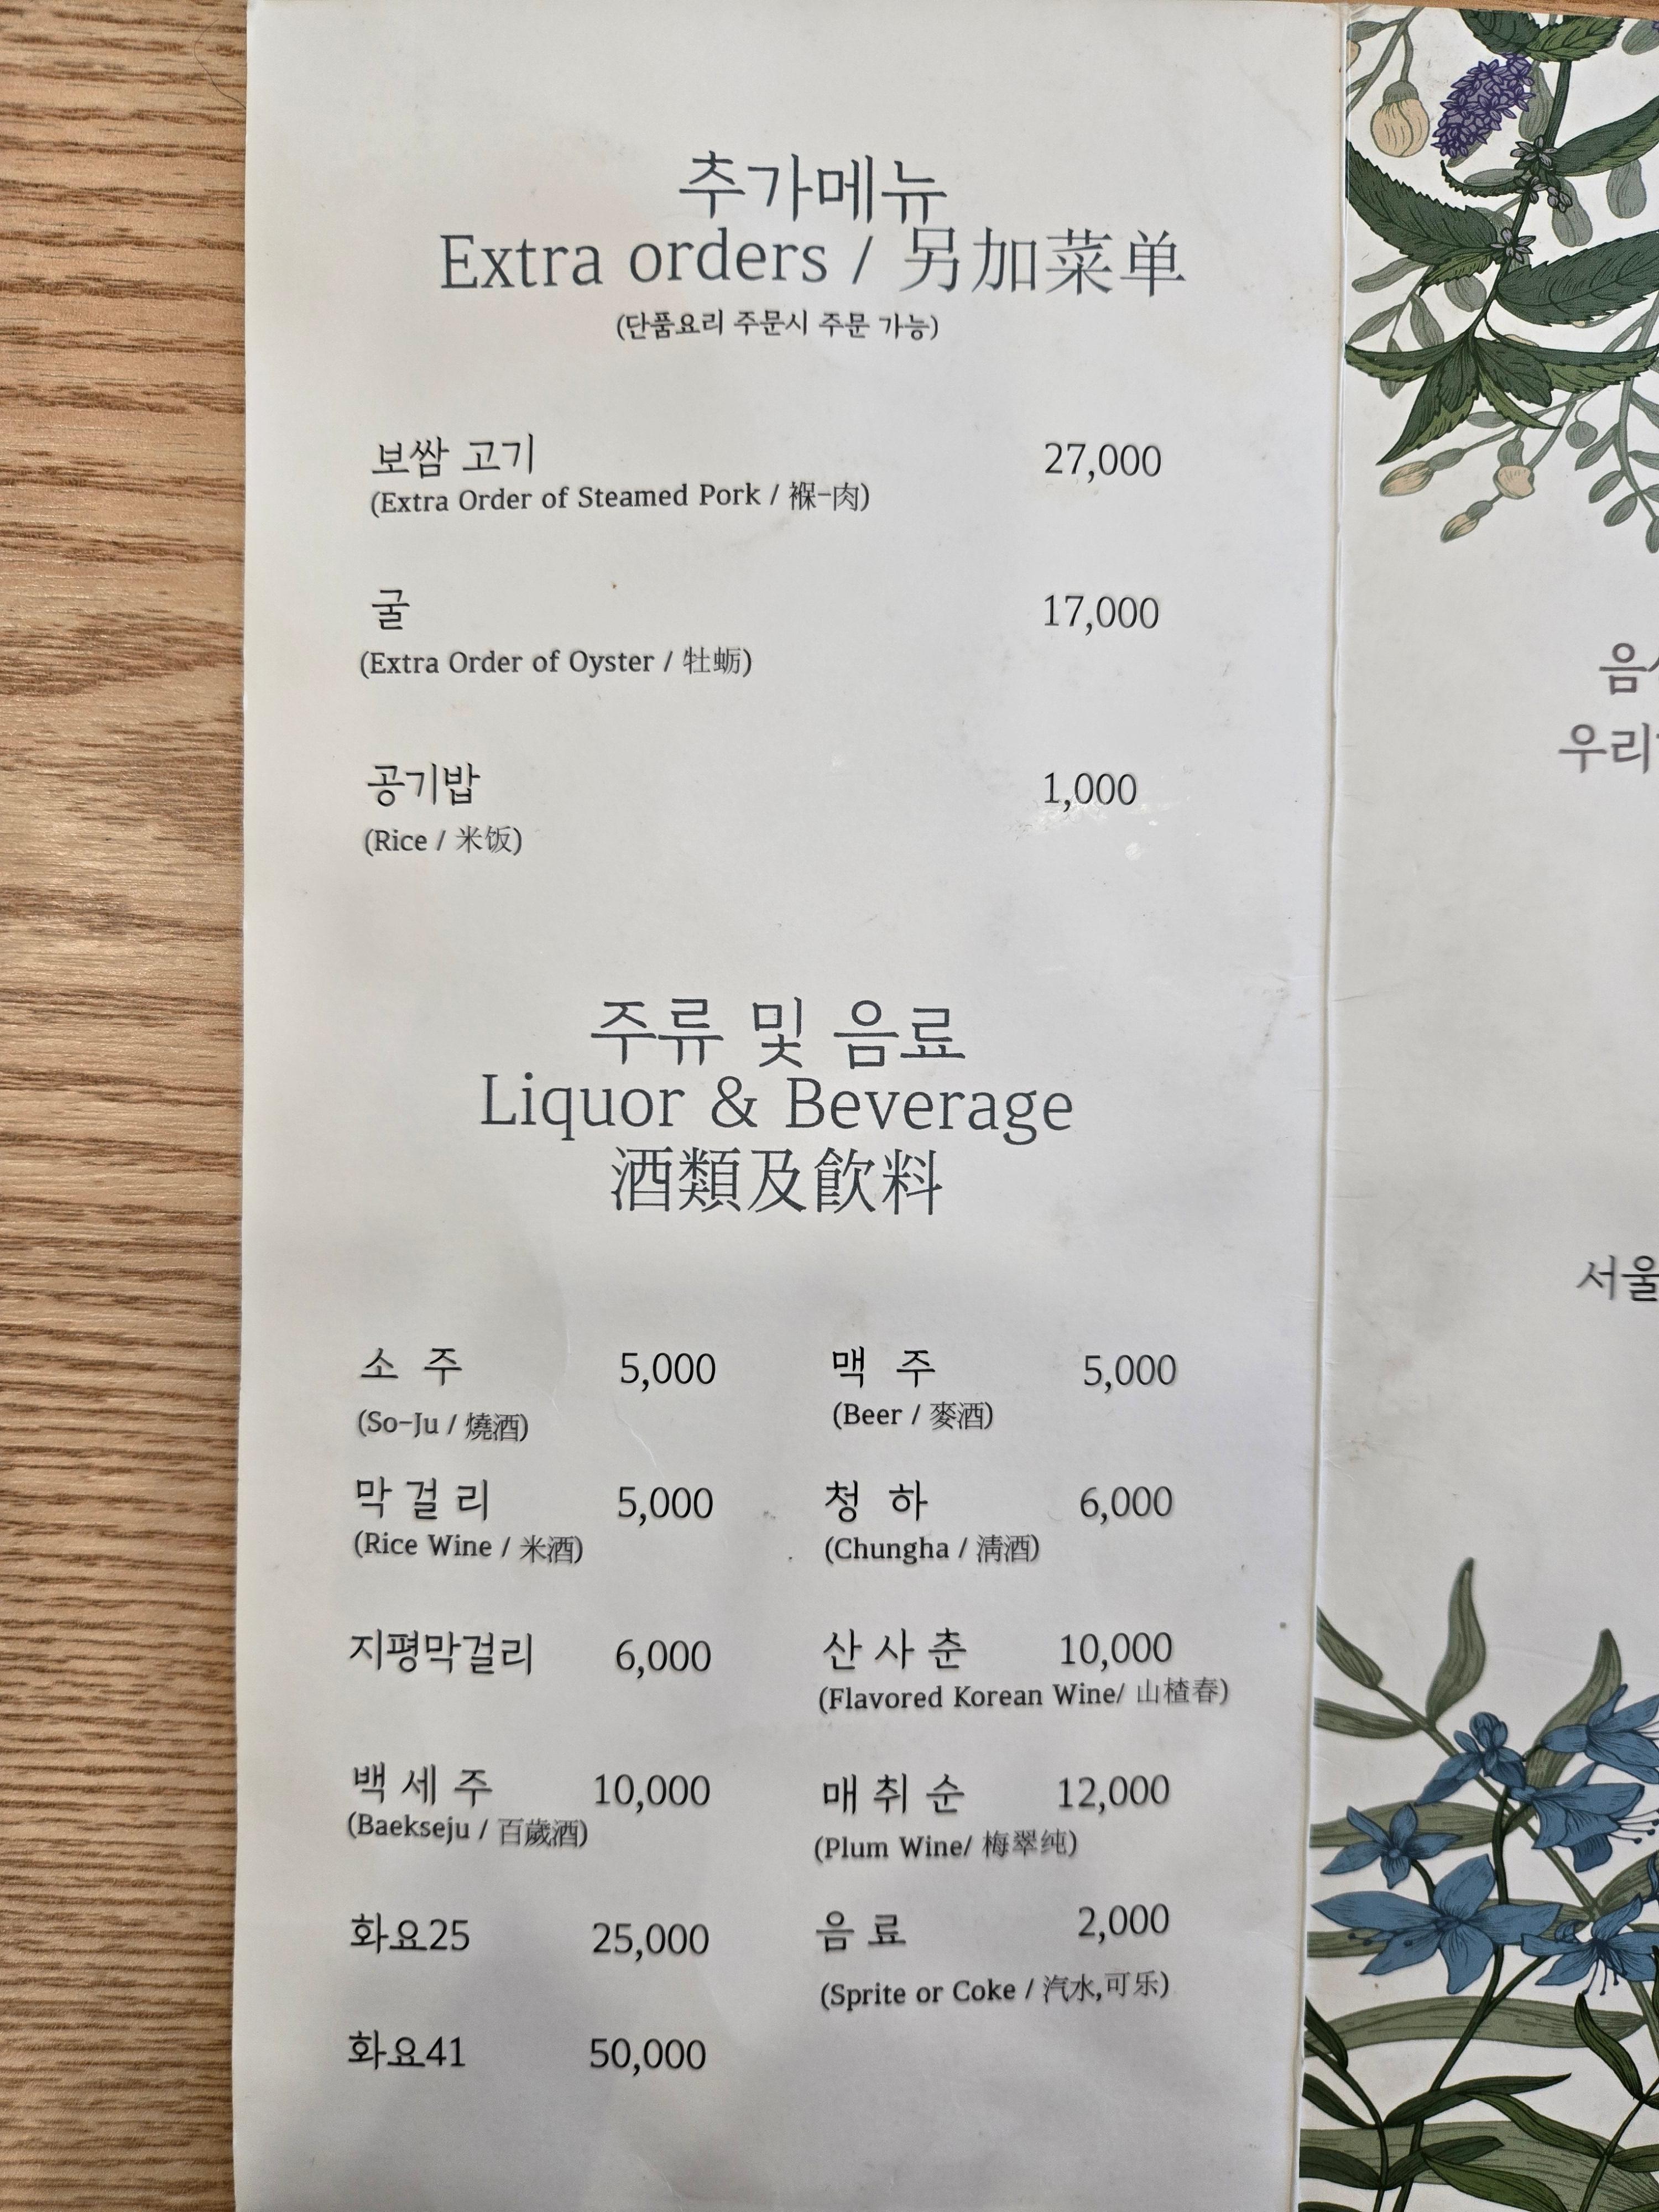 추가메뉴
Extra orders / 另加菜单
(단품요리 주문시 주문 가능)
보쌈 고기 27,000
(Extra Order of Steamed Pork / 褓-肉)
굴 17,000
(Extra Order of Oyster / 牡蛎)
공기밥 1,000
(Rice / 米饭)
주류 및 음료
Liquor & Beverage
酒類及飮料
소 주 5,000
(So-Ju / 燒酒)
막 걸 리 5,000
(Rice Wine / 米酒)
지평막걸리 6,000
백 세 주 10,000
(Baekseju / 百歲酒)
화요25 25,000
화요41 50,000
맥 주 5,000
(Beer / 麥酒)
청 하 6,000
(Chungha / 淸酒)
산 사 춘 10,000
(Flavored Korean Wine/ 山楂春)
매 취 순 12,000
(Plum Wine/ 梅翠纯)
음 료 2,000
(Sprite or Coke / 汽水,可乐)
우리
서울